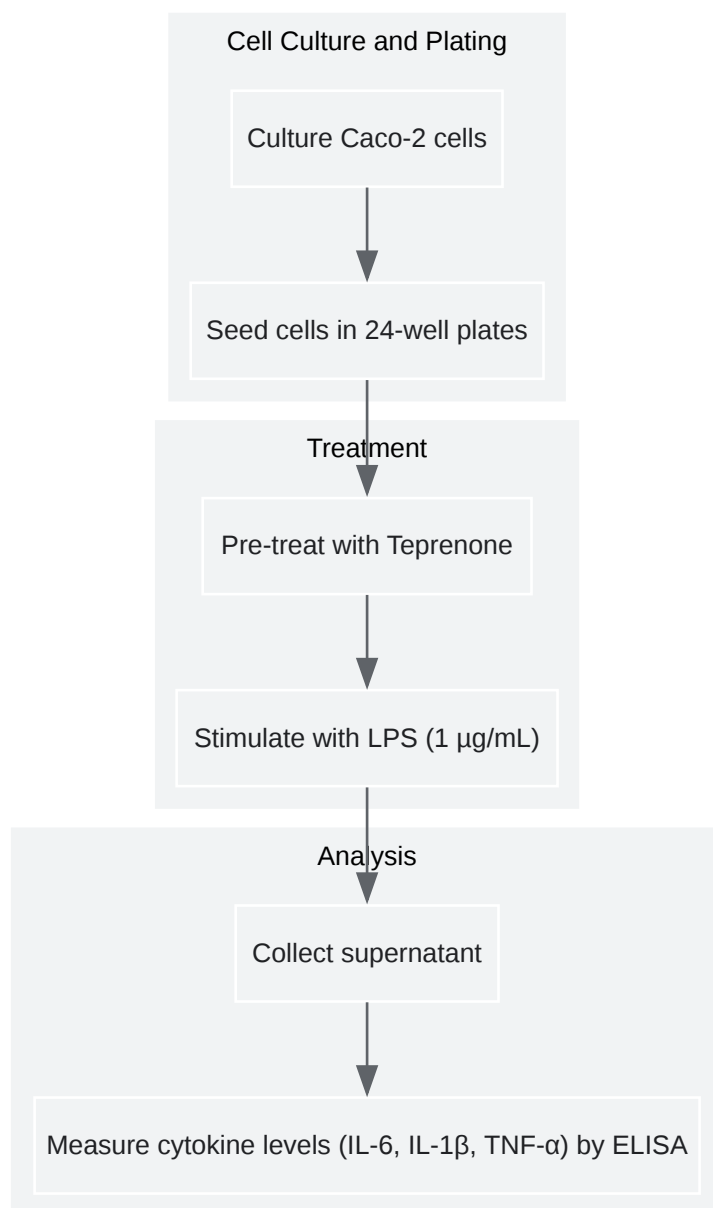 Cell Culture and Plating
Culture Caco-2 cells
Seed cells in 24-well plates
Treatment
Pre-treat with Teprenone
Stimulate with LPS (1 µg/mL)
Analysis
Collect supernatant
Measure cytokine levels (IL-6, IL-1β, TNF-α) by ELISA